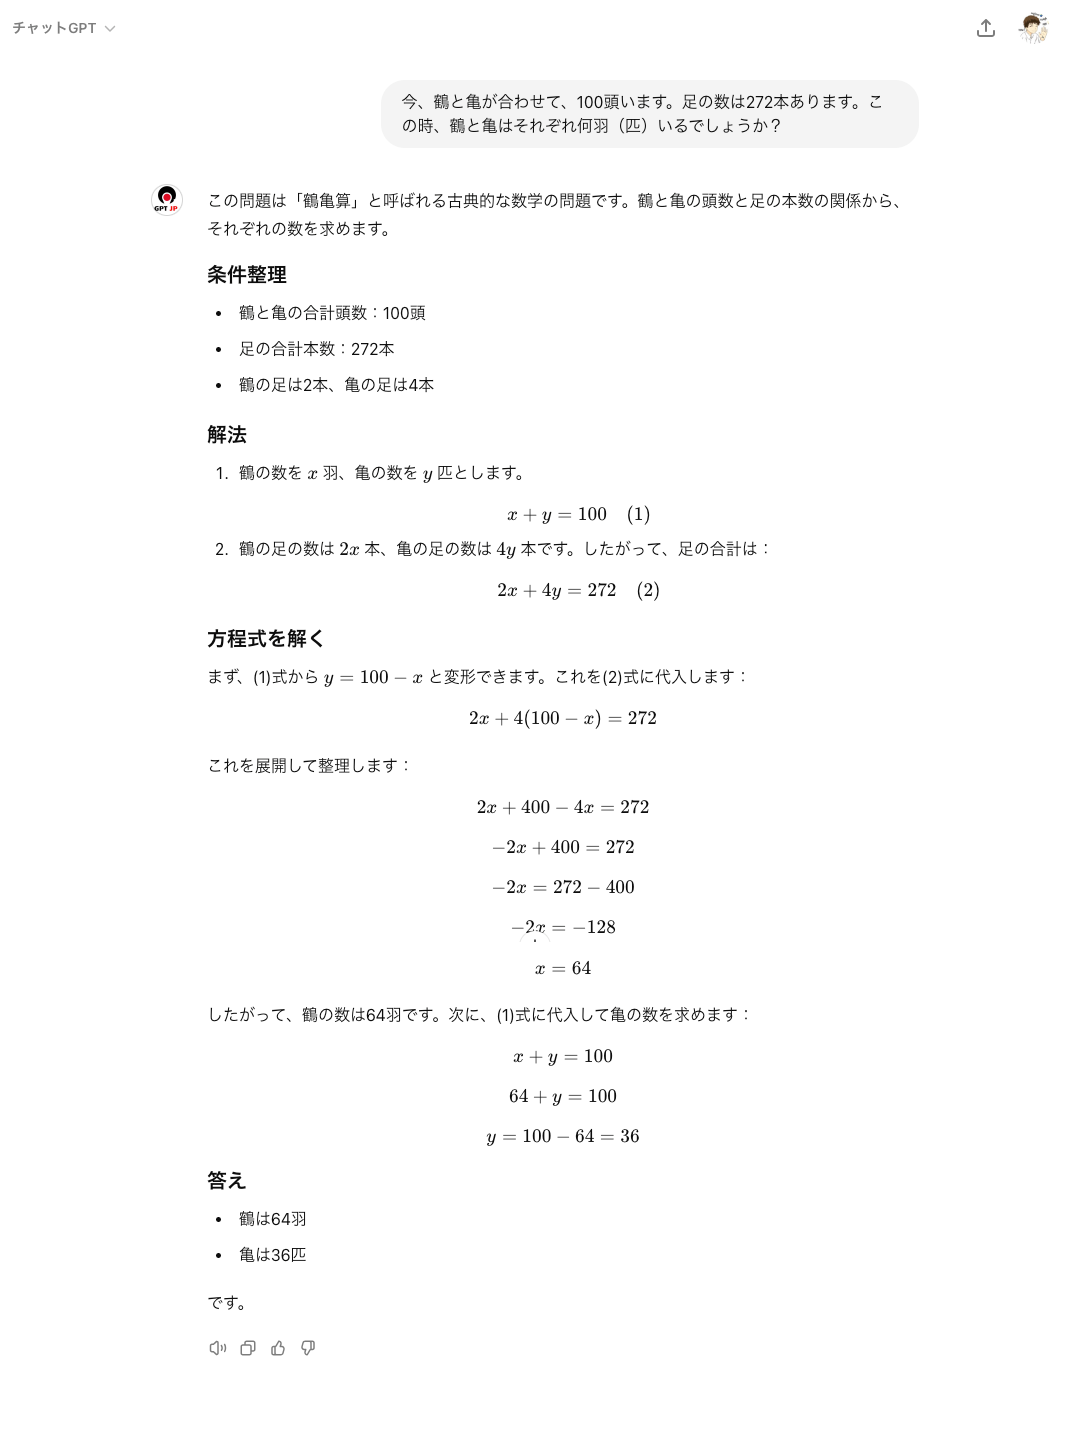 チャットGPT
今、鶴と亀が合わせて、100頭います。足の数は272本あります。こ
の時、鶴と亀はそれぞれ何羽（匹）いるでしょうか？
GPT JP
この問題は「鶴亀算」と呼ばれる古典的な数学の問題です。鶴と亀の頭数と足の本数の関係から、
それぞれの数を求めます。
条件整理
• 鶴と亀の合計頭数：100頭
• 足の合計本数：272本
• 鶴の足は2本、亀の足は4本
解法
1. 鶴の数を x 羽、亀の数を y 匹とします。
x + y = 100 (1)
2. 鶴の足の数は 2x 本、亀の足の数は 4y 本です。したがって、足の合計は：
2x + 4y = 272 (2)
方程式を解く
まず、(1)式から y = 100 − x と変形できます。これを(2)式に代入します：
2x + 4(100 − x) = 272
これを展開して整理します：
2x + 400 − 4x = 272
−2x + 400 = 272
−2x = 272 − 400
−2x = −128
x = 64
したがって、鶴の数は64羽です。次に、(1)式に代入して亀の数を求めます：
x + y = 100
64 + y = 100
y = 100 − 64 = 36
答え
• 鶴は64羽
• 亀は36匹
です。